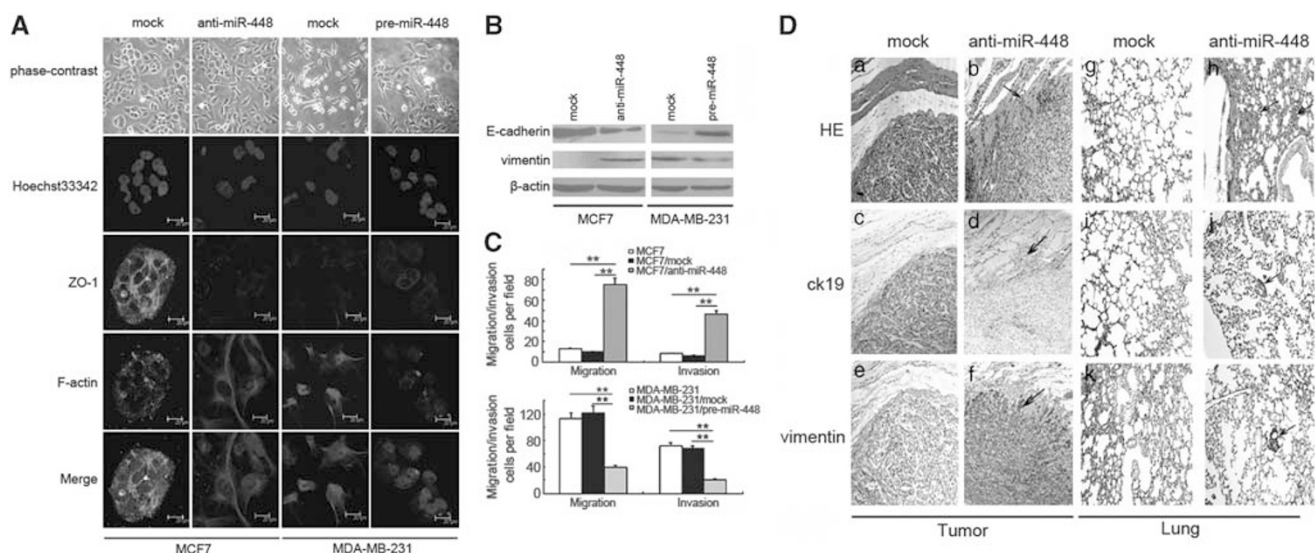 A
mock anti-miR-448 mock pre-miR-448
phase-contrast
Hoechst33342
ZO-1
F-actin
Merge
MCF7 MDA-MB-231
B
mock anti-miR-448 mock pre-miR-448
E-cadherin
vimentin
β-actin
MCF7 MDA-MB-231
C
MCF7
MCF7/mock
MCF7/anti-miR-448
Migration/invasion
cells per field
80
60
40
20
0
** ** ** **
Migration Invasion
MDA-MB-231
MDA-MB-231/mock
MDA-MB-231/pre-miR-448
Migration/invasion
cells per field
120
80
40
0
** ** ** **
Migration Invasion
D
mock anti-miR-448 mock anti-miR-448
HE
a b g h
ck19
c d i j
vimentin
e f k l
Tumor Lung